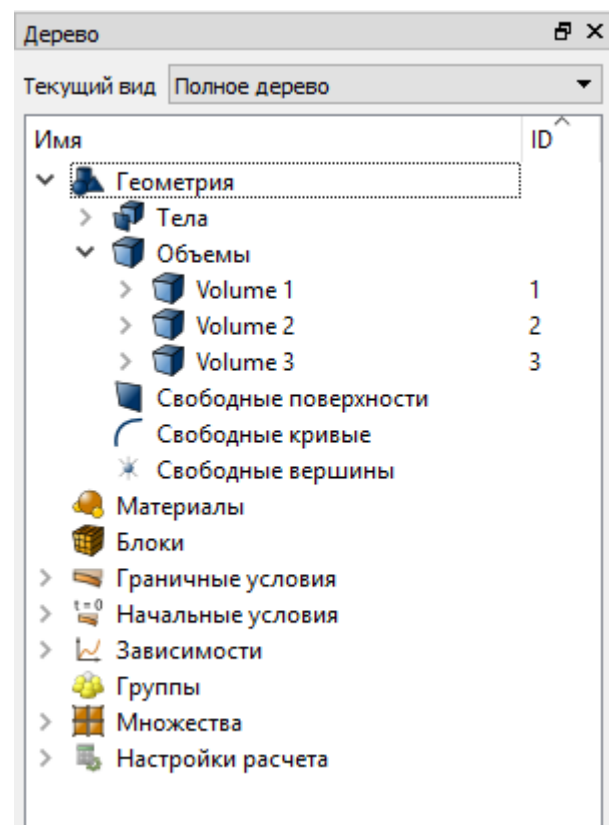 Дерево
Текущий вид Полное дерево
Имя ID
Геометрия
Тела
Объемы
Volume 1 1
Volume 2 2
Volume 3 3
Свободные поверхности
Свободные кривые
Свободные вершины
Материалы
Блоки
Граничные условия
t = 0 Начальные условия
Зависимости
Группы
Множества
Настройки расчета